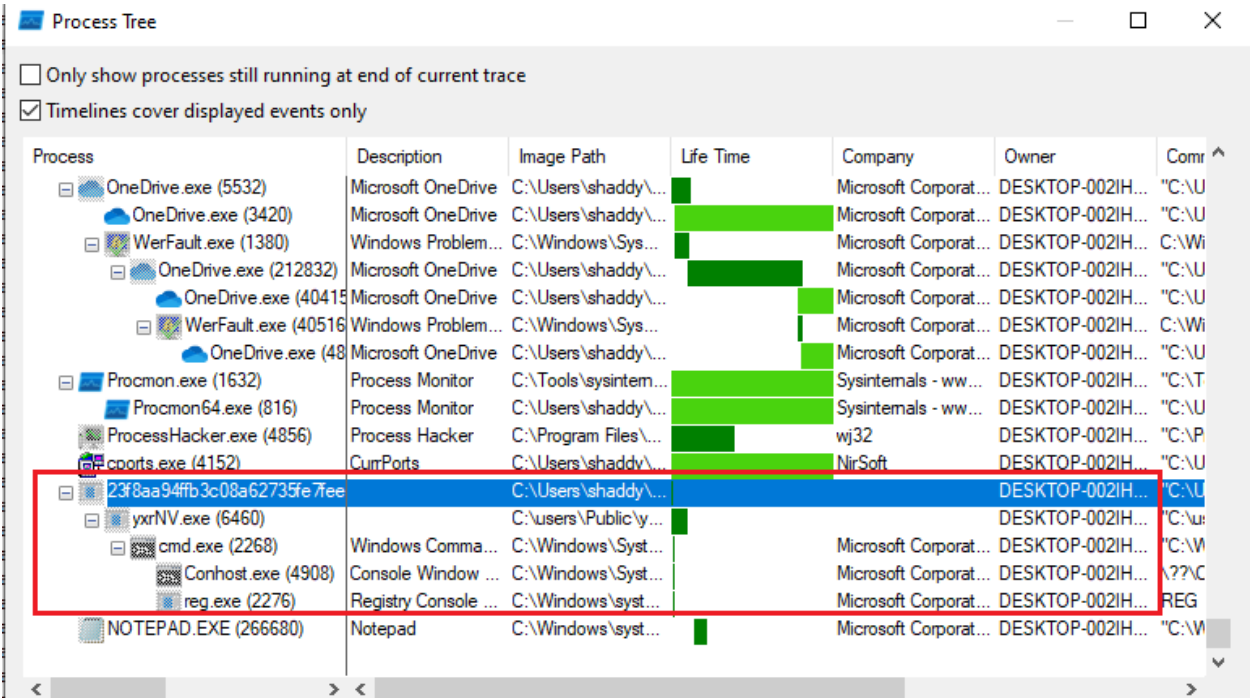 Process Tree
Only show processes still running at end of current trace
Timelines cover displayed events only
Process Description Image Path Life Time Company Owner Comr
OneDrive.exe (5532) Microsoft OneDrive C:\Users\shaddy\... Microsoft Corporat... DESKTOP-002IH... "C:\U
OneDrive.exe (3420) Microsoft OneDrive C:\Users\shaddy\... Microsoft Corporat... DESKTOP-002IH... "C:\U
WerFault.exe (1380) Windows Problem... C:\Windows\Sys... Microsoft Corporat... DESKTOP-002IH... C:\Wi
OneDrive.exe (212832) Microsoft OneDrive C:\Users\shaddy\... Microsoft Corporat... DESKTOP-002IH... "C:\U
OneDrive.exe (40415 Microsoft OneDrive C:\Users\shaddy\... Microsoft Corporat... DESKTOP-002IH... "C:\U
WerFault.exe (40516 Windows Problem... C:\Windows\Sys... Microsoft Corporat... DESKTOP-002IH... C:\Wi
OneDrive.exe (48 Microsoft OneDrive C:\Users\shaddy\... Microsoft Corporat... DESKTOP-002IH... "C:\U
Procmon.exe (1632) Process Monitor C:\Tools\sysintern... Sysinternals - ww... DESKTOP-002IH... "C:\T
Procmon64.exe (816) Process Monitor C:\Users\shaddy\... Sysinternals - ww... DESKTOP-002IH... "C:\U
ProcessHacker.exe (4856) Process Hacker C:\Program Files\... wj32 DESKTOP-002IH... "C:\P
cports.exe (4152) CurrPorts C:\Users\shaddy\... NirSoft DESKTOP-002IH... "C:\U
23f8aa94ffb3c08a62735fe7fee C:\Users\shaddy\... DESKTOP-002IH... "C:\U
yxrNV.exe (6460) C:\users\Public\y... DESKTOP-002IH... "C:\u
cmd.exe (2268) Windows Comma... C:\Windows\Syst... Microsoft Corporat... DESKTOP-002IH... "C:\W
Conhost.exe (4908) Console Window ... C:\Windows\Syst... Microsoft Corporat... DESKTOP-002IH... \??\C
reg.exe (2276) Registry Console ... C:\Windows\syst... Microsoft Corporat... DESKTOP-002IH... REG
NOTEPAD.EXE (266680) Notepad C:\Windows\syst... Microsoft Corporat... DESKTOP-002IH... "C:\W